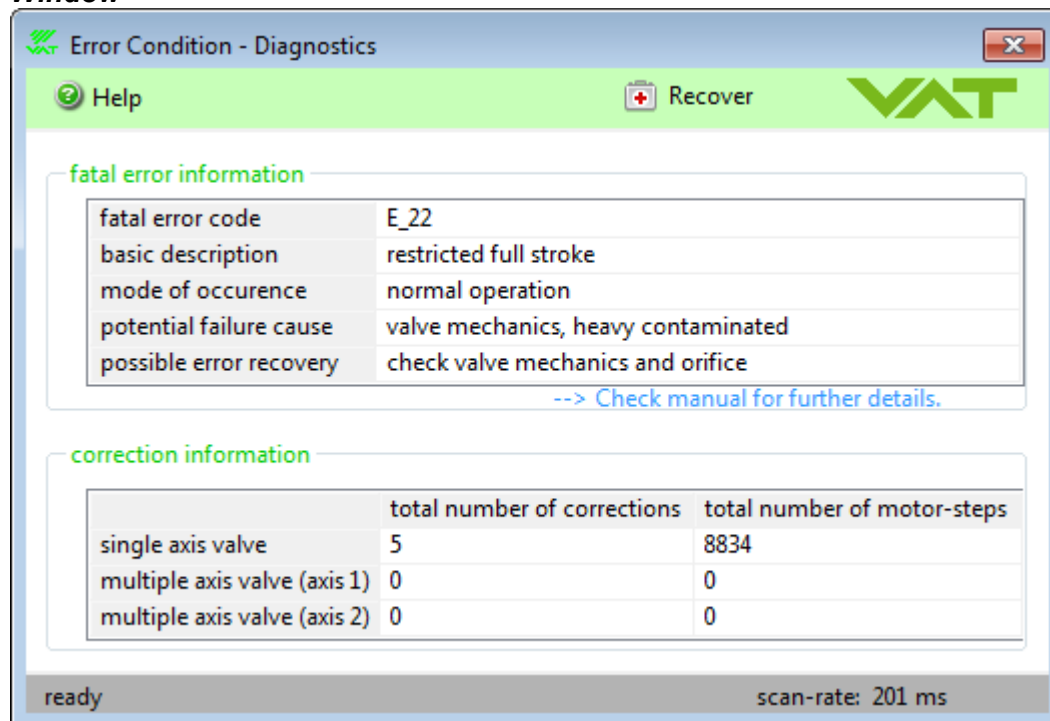 Window
VAT Error Condition - Diagnostics
Help Recover VAT
fatal error information
fatal error code E_22
basic description restricted full stroke
mode of occurence normal operation
potential failure cause valve mechanics, heavy contaminated
possible error recovery check valve mechanics and orifice
--> Check manual for further details.
correction information
total number of corrections total number of motor-steps
single axis valve 5 8834
multiple axis valve (axis 1) 0 0
multiple axis valve (axis 2) 0 0
ready scan-rate: 201 ms